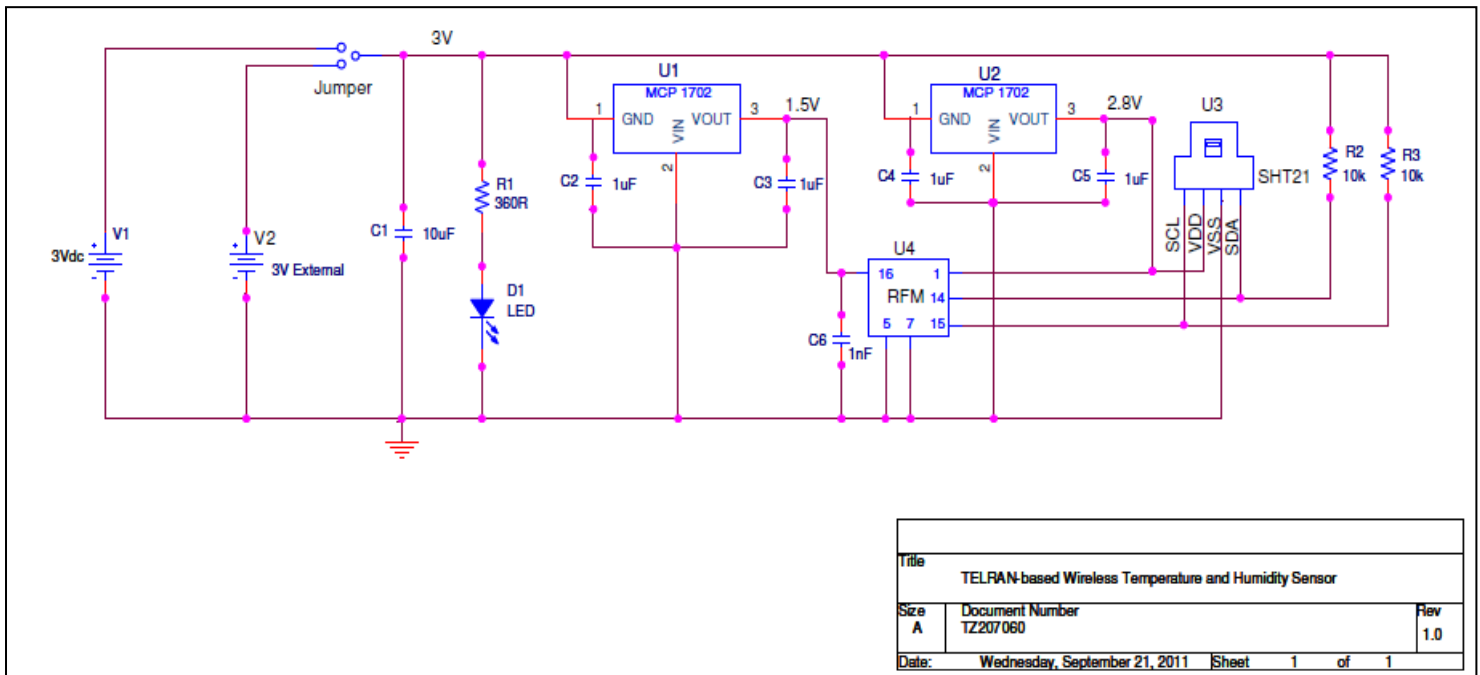 3V
Jumper
U1
MCP 1702
1
GND
VIN
VOUT
3
1.5V
2
U2
MCP 1702
1
GND
VIN
VOUT
3
2.8V
2
U3
SHT21
SCL
VDD
VSS
SDA
R2
10k
R3
10k
C2
1uF
C3
1uF
C4
1uF
C5
1uF
R1
360R
C1
10uF
V1
3Vdc
V2
3V External
D1
LED
U4
16
1
RFM
14
5
7
15
C6
1nF
+
-
+
-
Title
TELRAN-based Wireless Temperature and Humidity Sensor
Size
A
Document Number
TZ207060
Rev
1.0
Date:
Wednesday, September 21, 2011
Sheet 1 of 1